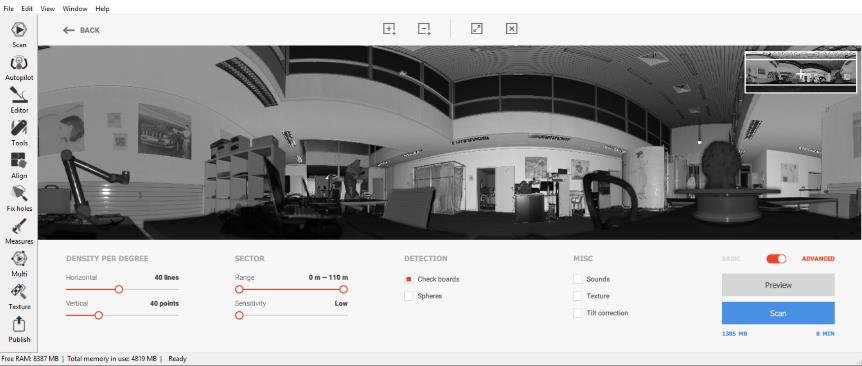 File Edit View Window Help
Scan
Autopilot
Editor
Tools
Align
Fix holes
Measures
Multi
Texture
Publish
BACK
DENSITY PER DEGREE
Horizontal 40 lines
Vertical 40 points
SECTOR
Range 0 m — 110 m
Sensitivity Low
DETECTION
Check boards
Spheres
MISC
Sounds
Texture
Tilt correction
BASIC ADVANCED
Preview
Scan
1385 MB 8 MIN
Free RAM: 8387 MB | Total memory in use: 4819 MB | Ready